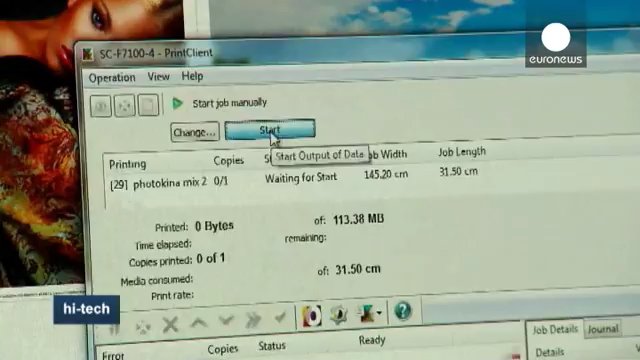 euronews
SC-F7100-4 - PrintClient
Operation View Help
Start job manually
Change... Start
Start Output of Data
Printing Copies Job Width Job Length
[29] photokina mix 2 0/1 Waiting for Start 145.20 cm 31.50 cm
Printed: 0 Bytes of: 113.38 MB
Time elapsed: remaining:
Copies printed: 0 of 1
Media consumed: of: 31.50 cm
Print rate:
hi-tech
Error Copies Status Ready
Job Details Journal
Details